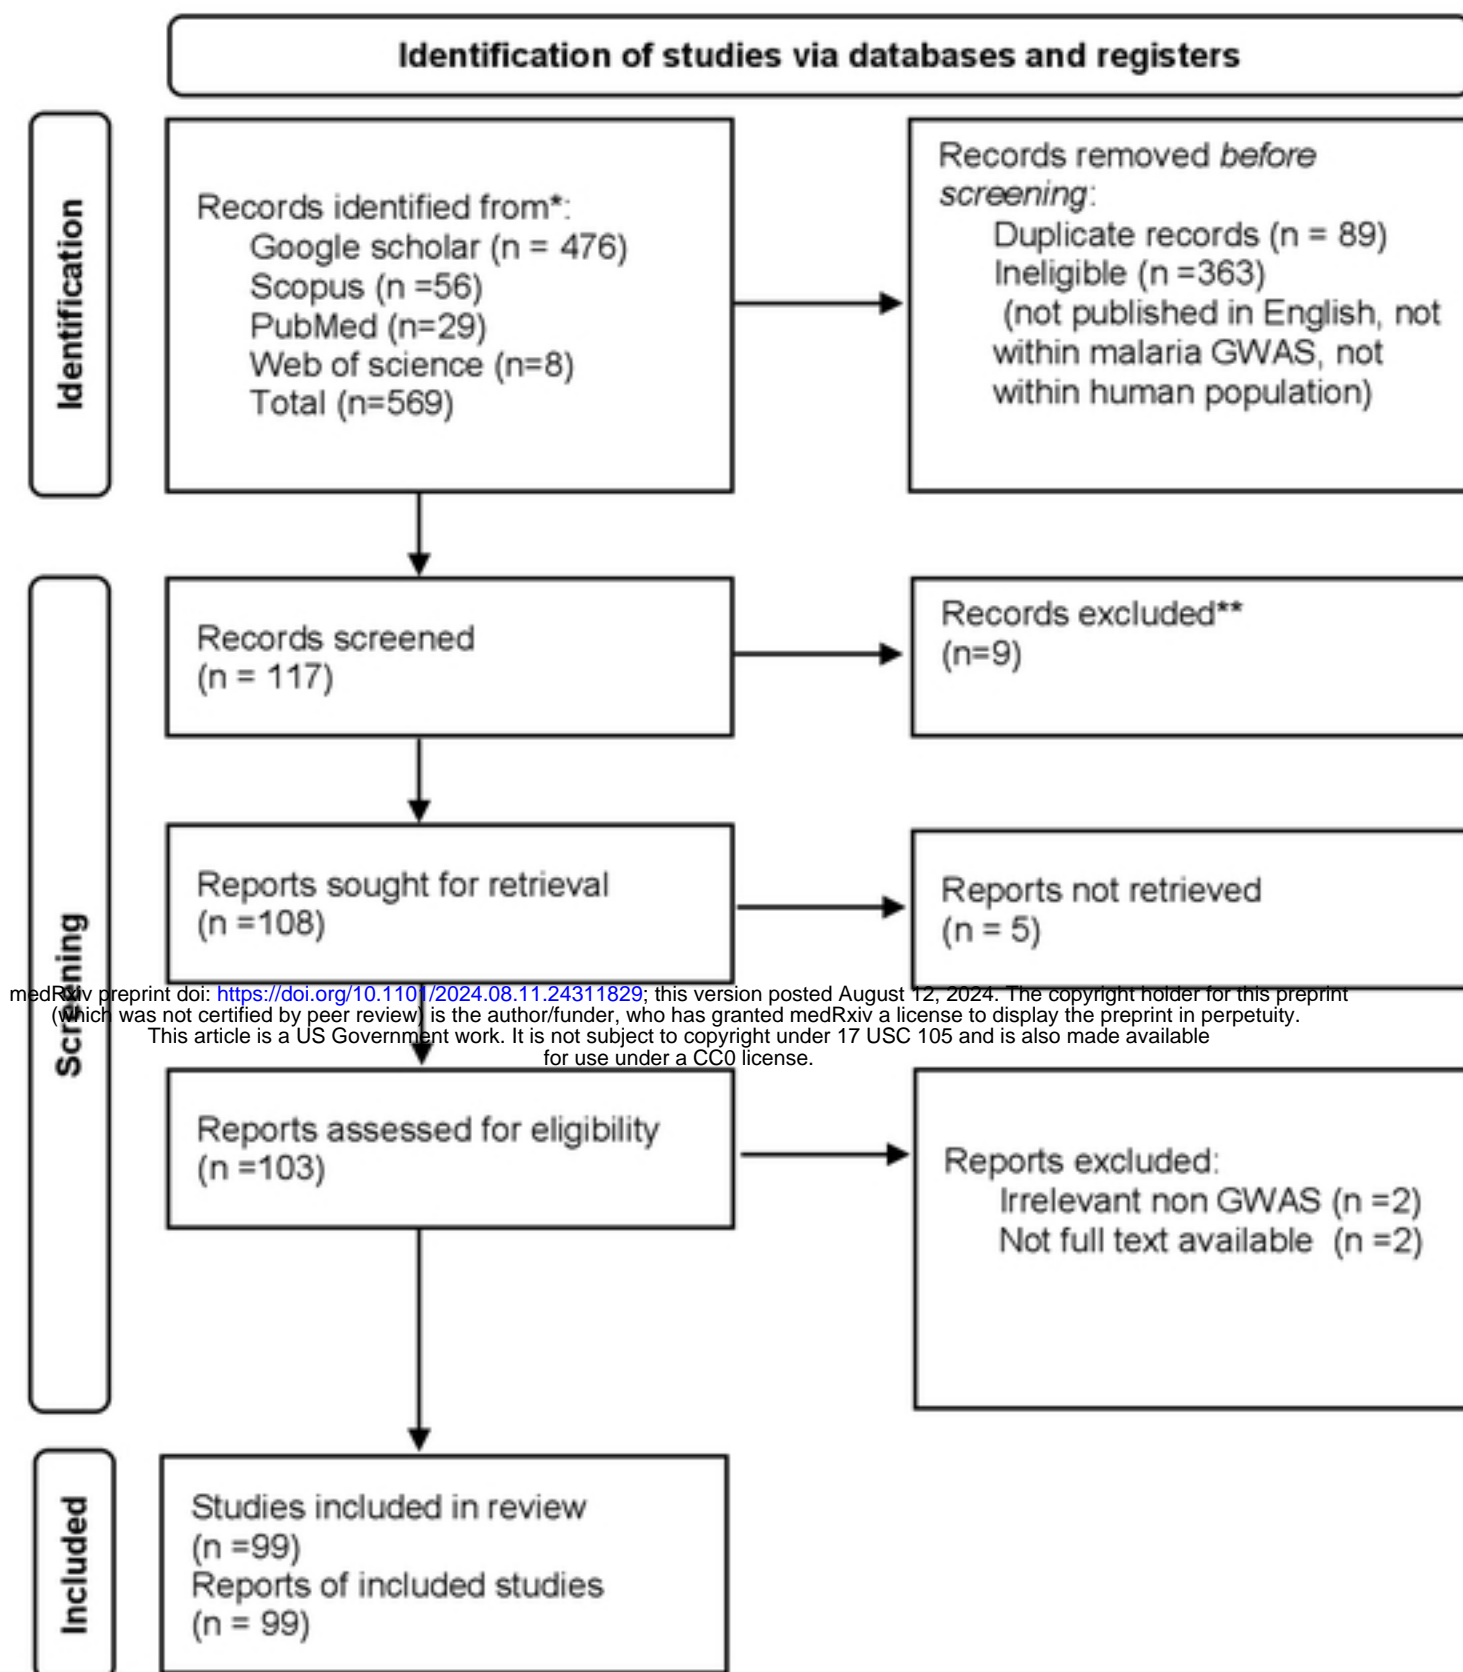 Identification of studies via databases and registers
Identification
Records identified from*:
Google scholar (n = 476)
Scopus (n =56)
PubMed (n=29)
Web of science (n=8)
Total (n=569)
Records removed before
screening:
Duplicate records (n = 89)
Ineligible (n =363)
(not published in English, not
within malaria GWAS, not
within human population)
Screening
Records screened
(n = 117)
Records excluded**
(n=9)
Reports sought for retrieval
(n =108)
Reports not retrieved
(n = 5)
medRxiv preprint doi: https://doi.org/10.1101/2024.08.11.24311829; this version posted August 12, 2024. The copyright holder for this preprint
(which was not certified by peer review) is the author/funder, who has granted medRxiv a license to display the preprint in perpetuity.
This article is a US Government work. It is not subject to copyright under 17 USC 105 and is also made available
for use under a CC0 license.
Reports assessed for eligibility
(n =103)
Reports excluded:
Irrelevant non GWAS (n =2)
Not full text available (n =2)
Included
Studies included in review
(n =99)
Reports of included studies
(n = 99)